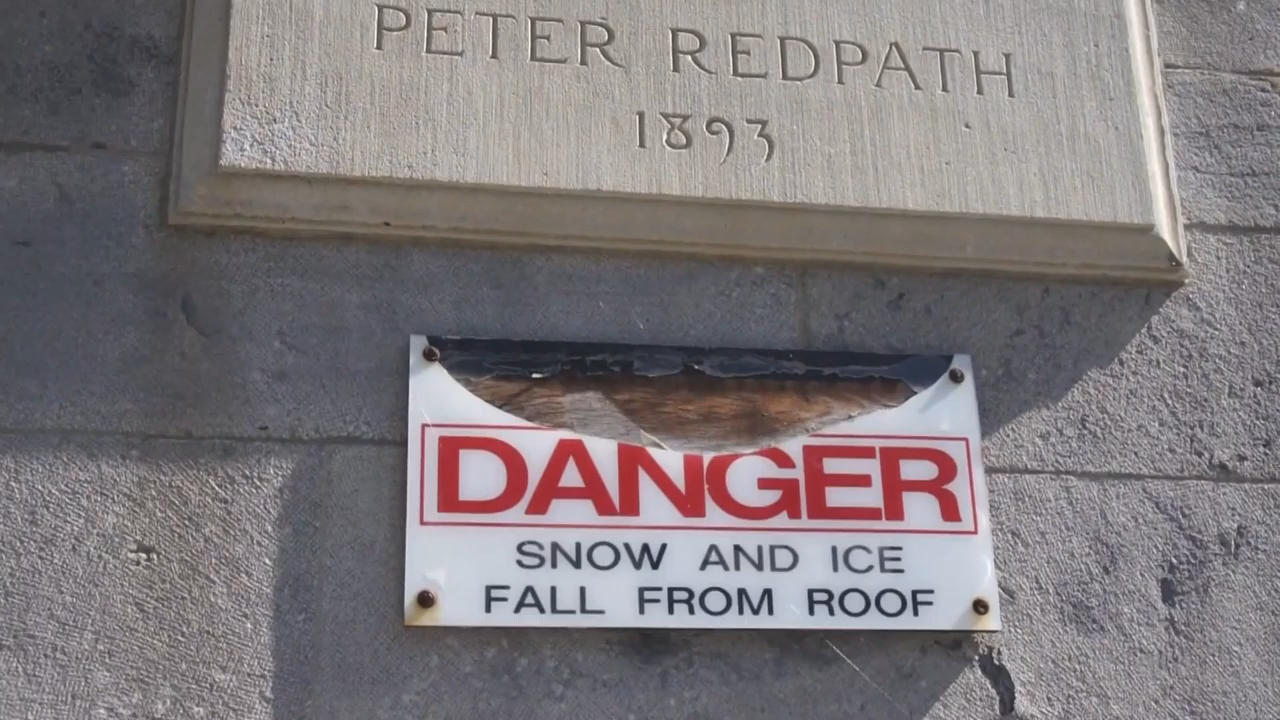 PETER REDPATH
1893
DANGER
SNOW AND ICE
FALL FROM ROOF